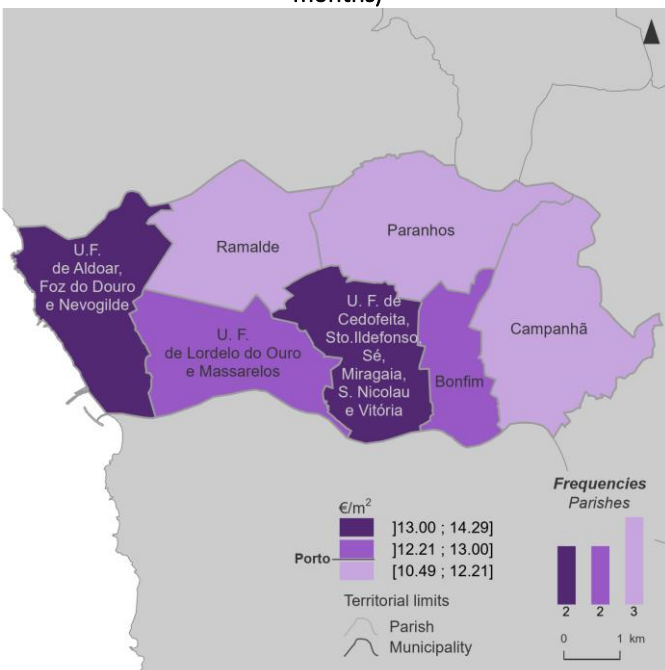 months)
U.F.
de Aldoar,
Foz do Douro
e Nevogilde
Ramalde
Paranhos
U. F.
de Lordelo do Ouro
e Massarelos
U. F. de
Cedofeita,
Sto.Ildefonso
Sé,
Miragaia,
S. Nicolau
e Vitória
Bonfim
Campanhã
€/m²
]13.00 ; 14.29]
]12.21 ; 13.00]
[10.49 ; 12.21]
Porto
Territorial limits
Parish
Municipality
Frequencies
Parishes
2 2 3
0 1 km